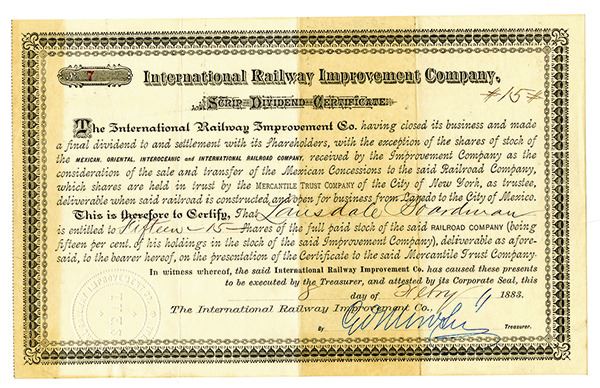 No. 7
International Railway Improvement Company.
#15#
Scrip Dividend Certificate.
The International Railway Improvement Co. having closed its business and made
a final dividend to and settlement with its Shareholders, with the exception of the shares of stock of
the MEXICAN, ORIENTAL, INTEROCEANIC and INTERNATIONAL RAILROAD COMPANY, received by the Improvement Company as the
consideration of the sale and transfer of the Mexican Concessions to the said Railroad Company,
which shares are held in trust by the MERCANTILE TRUST COMPANY of the City of New York, as trustee,
deliverable when said railroad is constructed and open for business from Laredo to the City of Mexico.
This is therefore to Certify, That Lansdale Boardman
is entitled to Fifteen -15- shares of the full paid stock of the said RAILROAD COMPANY (being
fifteen per cent. of his holdings in the stock of the said Improvement Company), deliverable as afore-
said, to the bearer hereof, on the presentation of the Certificate to the said Mercantile Trust Company.
In witness whereof, the said International Railway Improvement Co. has caused these presents
to be executed by the Treasurer, and attested by its Corporate Seal, this
8 day of Febry 1883.
The International Railway Improvement Co.,
By
Treasurer.